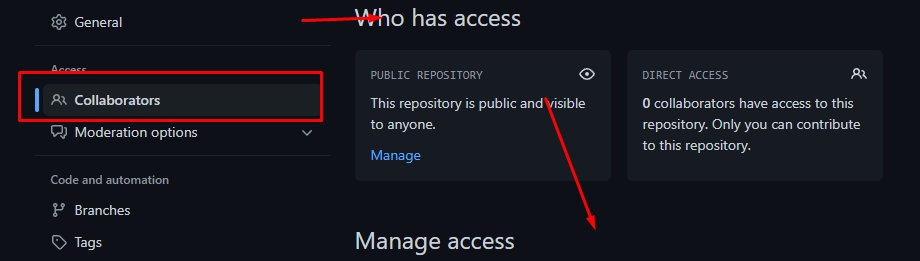 General
Access
Collaborators
Moderation options
Code and automation
Branches
Tags
Who has access
PUBLIC REPOSITORY
This repository is public and visible
to anyone.
Manage
DIRECT ACCESS
0 collaborators have access to this
repository. Only you can contribute
to this repository.
Manage access